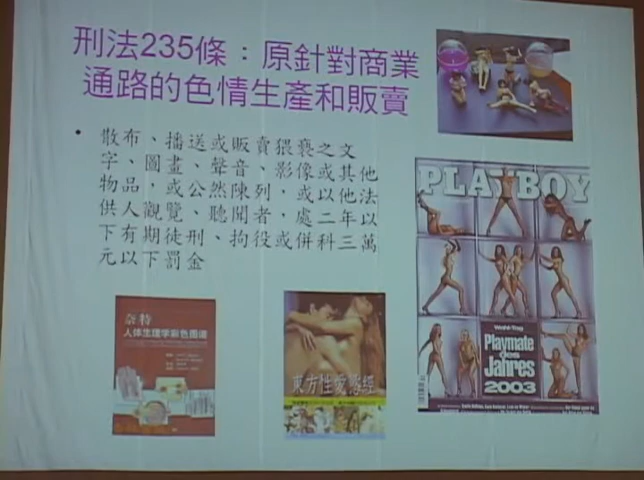 刑法235條：原針對商業
通路的色情生產和販賣
• 散布、播送或販賣猥褻之文
字、圖畫、聲音、影像或其他
物品，或公然陳列，或以他法
供人觀覽、聽聞者，處二年以
下有期徒刑、拘役或併科三萬
元以下罰金
PLAYBOY
Playmate
des
Jahres
2003
奈特
人体生理学彩色图谱
東方性愛戀經